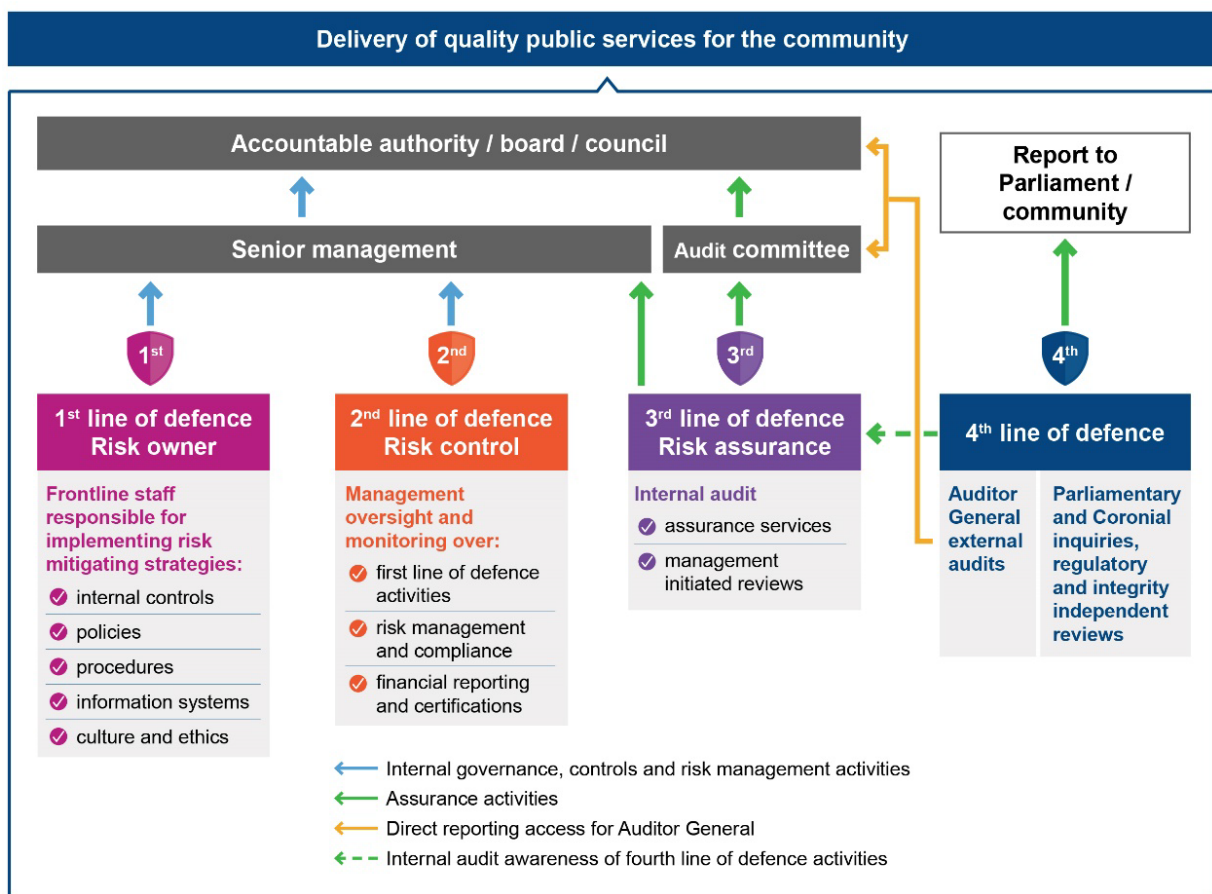 Delivery of quality public services for the community
Accountable authority / board / council
Report to
Parliament /
community
Senior management
Audit committee
1st
2nd
3rd
4th
1st line of defence
Risk owner
Frontline staff
responsible for
implementing risk
mitigating strategies:
internal controls
policies
procedures
information systems
culture and ethics
2nd line of defence
Risk control
Management
oversight and
monitoring over:
first line of defence
activities
risk management
and compliance
financial reporting
and certifications
3rd line of defence
Risk assurance
Internal audit
assurance services
management
initiated reviews
4th line of defence
Auditor
General
external
audits
Parliamentary
and Coronial
inquiries,
regulatory
and integrity
independent
reviews
Internal governance, controls and risk management activities
Assurance activities
Direct reporting access for Auditor General
Internal audit awareness of fourth line of defence activities